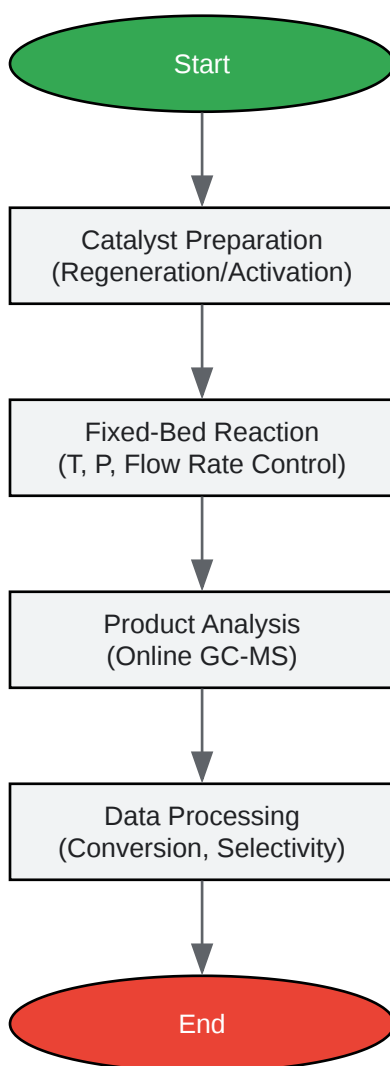 Start
Catalyst Preparation
(Regeneration/Activation)
Fixed-Bed Reaction
(T, P, Flow Rate Control)
Product Analysis
(Online GC-MS)
Data Processing
(Conversion, Selectivity)
End